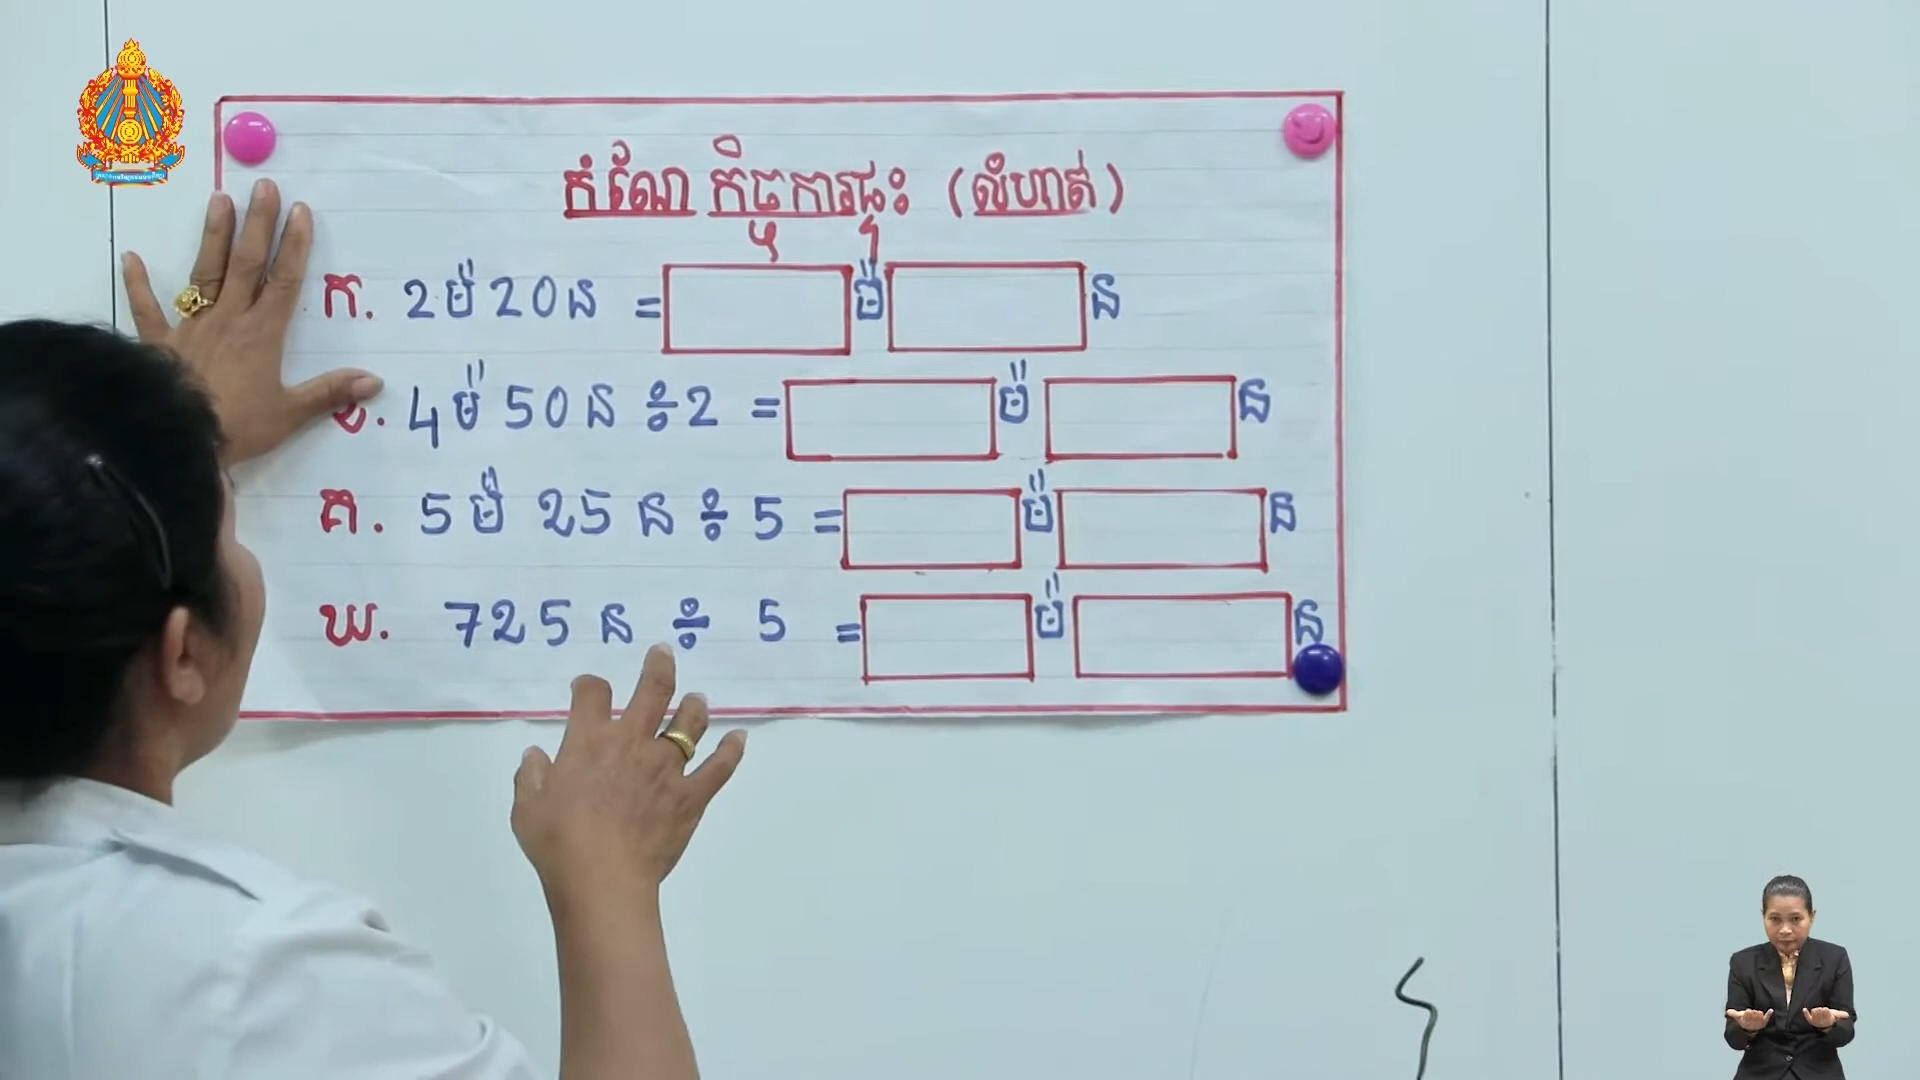 កំណែ កិច្ចការផ្ទះ (លំហាត់)
ក. 2ម៉ 20ន = ម៉ ន
ខ. 4ម៉ 50ន ÷2 = ម៉ ន
គ. 5ម៉ 25ន ÷ 5 = ម៉ ន
ឃ. 725ន ÷ 5 = ម៉ ន